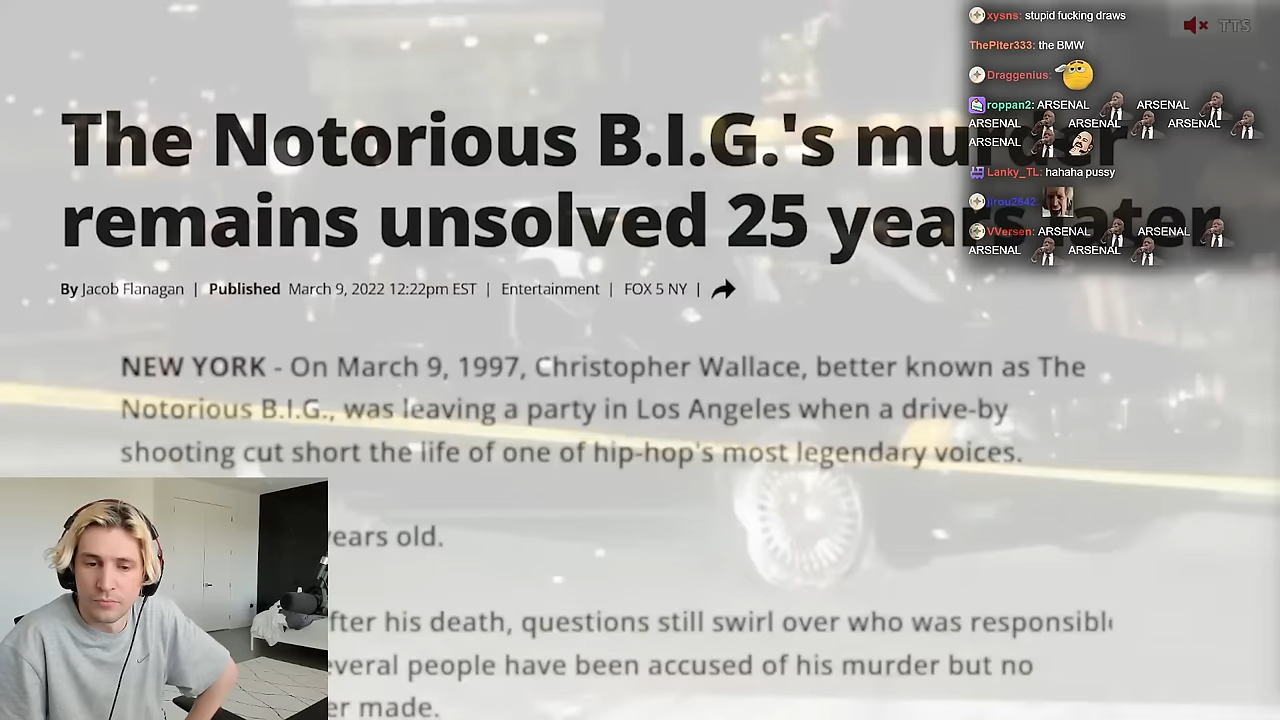 The Notorious B.I.G.'s murder
remains unsolved 25 years later
By Jacob Flanagan | Published March 9, 2022 12:22pm EST | Entertainment | FOX 5 NY |
NEW YORK - On March 9, 1997, Christopher Wallace, better known as The
Notorious B.I.G., was leaving a party in Los Angeles when a drive-by
shooting cut short the life of one of hip-hop's most legendary voices.
years old.
fter his death, questions still swirl over who was responsible
everal people have been accused of his murder but no
er made.
xysns: stupid fucking draws
TTS
ThePiter333: the BMW
Draggenius:
roppan2: ARSENAL ARSENAL
ARSENAL ARSENAL ARSENAL
ARSENAL
Lanky_TL: hahaha pussy
VVersen: ARSENAL ARSENAL
ARSENAL ARSENAL